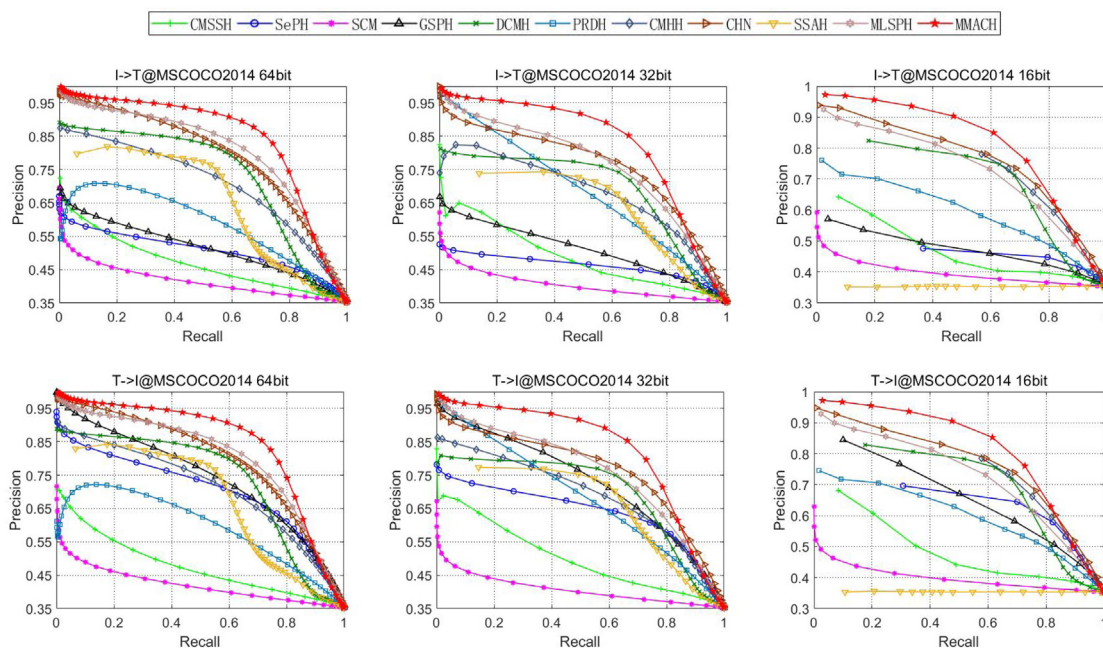 CMSSH SePH SCM GSPH DCMH PRDH CMHH CHN SSAH MLSPH MMACH
I->T@MSCOCO2014 64bit
Precision
0.95
0.85
0.75
0.65
0.55
0.45
0.35
0 0.2 0.4 0.6 0.8 1
Recall
I->T@MSCOCO2014 32bit
Precision
0.95
0.85
0.75
0.65
0.55
0.45
0.35
0 0.2 0.4 0.6 0.8 1
Recall
I->T@MSCOCO2014 16bit
Precision
1
0.9
0.8
0.7
0.6
0.5
0.4
0.3
0 0.2 0.4 0.6 0.8
Recall
T->I@MSCOCO2014 64bit
Precision
0.95
0.85
0.75
0.65
0.55
0.45
0.35
0 0.2 0.4 0.6 0.8 1
Recall
T->I@MSCOCO2014 32bit
Precision
0.95
0.85
0.75
0.65
0.55
0.45
0.35
0 0.2 0.4 0.6 0.8 1
Recall
T->I@MSCOCO2014 16bit
Precision
1
0.9
0.8
0.7
0.6
0.5
0.4
0.3
0 0.2 0.4 0.6 0.8 1
Recall